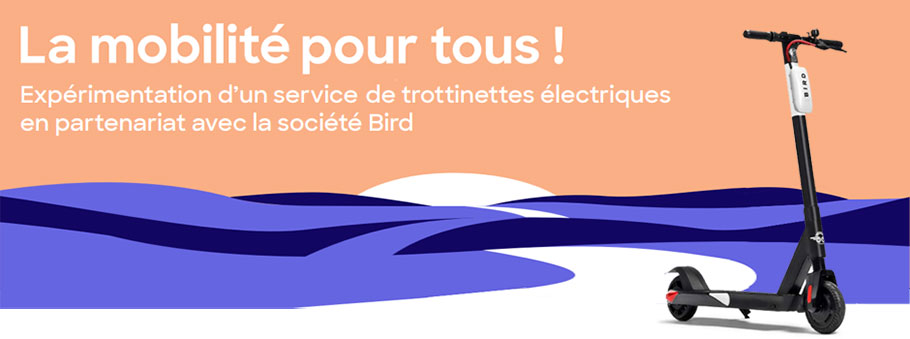 La mobilité pour tous !
Expérimentation d'un service de trottinettes électriques
en partenariat avec la société Bird
BIRD